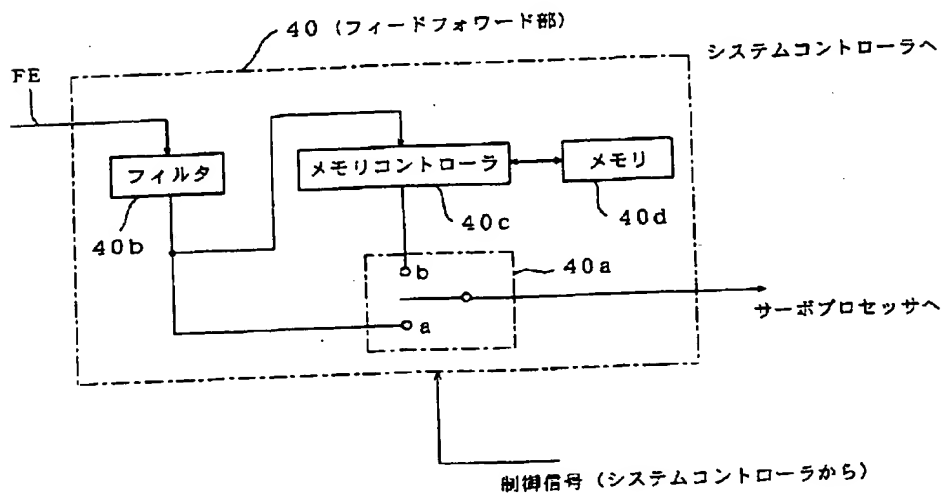 40 (フィードフォワード部)
システムコントローラへ
FE
フィルタ
メモリコントローラ
メモリ
40b
40c
40d
b
40a
a
サーボプロセッサへ
制御信号 (システムコントローラから)